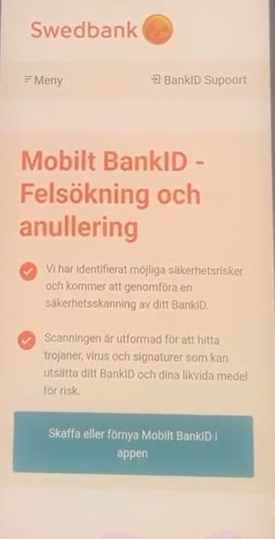 Swedbank
Meny
BankID Supoort
Mobilt BankID -
Felsökning och
anullering
Vi har identifierat möjliga säkerhetsrisker
och kommer att genomföra en
säkerhetsskanning av ditt BankID.
Scanningen är utformad för att hitta
trojaner, virus och signaturer som kan
utsätta ditt BankID och dina likvida medel
för risk.
Skaffa eller förnya Mobilt BankID i
appen